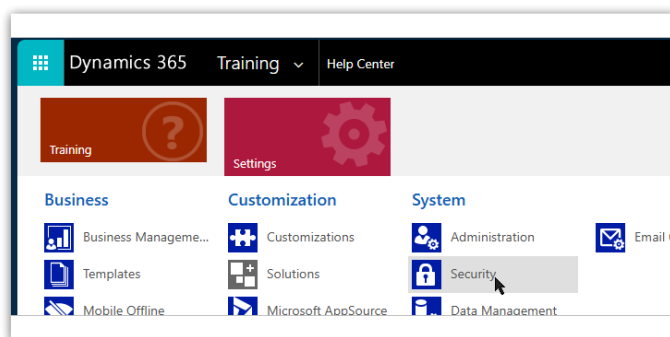 Dynamics 365 Training Help Center
Training
Settings
Business Customization System
Business Manageme... Customizations Administration Email
Templates Solutions Security
Mobile Offline Microsoft AppSource Data Management